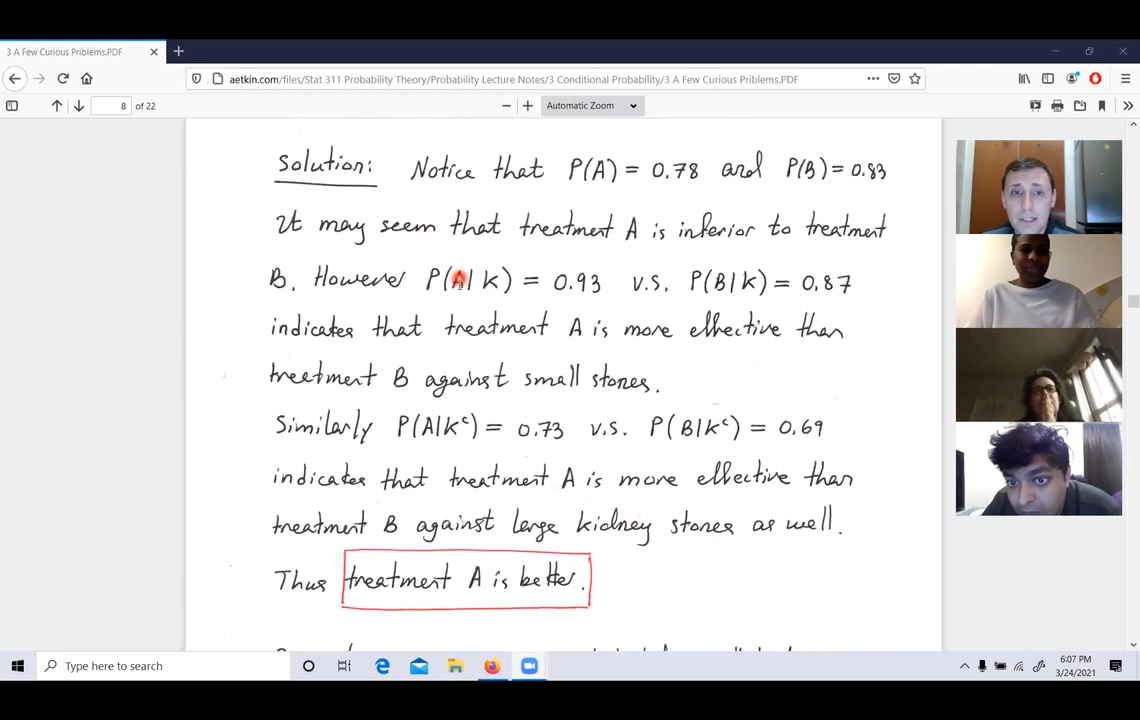 3 A Few Curious Priblems.PDF
aetkin.com/files/Stat 311 Probability Theory/Probability Lecture Notes/3 Conditional Probability/3 A Few Curious Priblems.PDF
8 of 22
Automatic Zoom
Solution: Notice that P(A) = 0.78 and P(B) = 0.83
It may seem that treatment A is inferior to treatment
B. However P(A|K) = 0.93 v.s. P(B|K) = 0.87
indicates that treatment A is more effective than
treetment B against small stones.
Similarly P(A|Kᶜ) = 0.73 v.s. P(B|Kᶜ) = 0.69
indicates that treatment A is more effective than
treatment B against large kidney stones as well.
Thus treatment A is better.
Type here to search
6:07 PM
3/24/2021